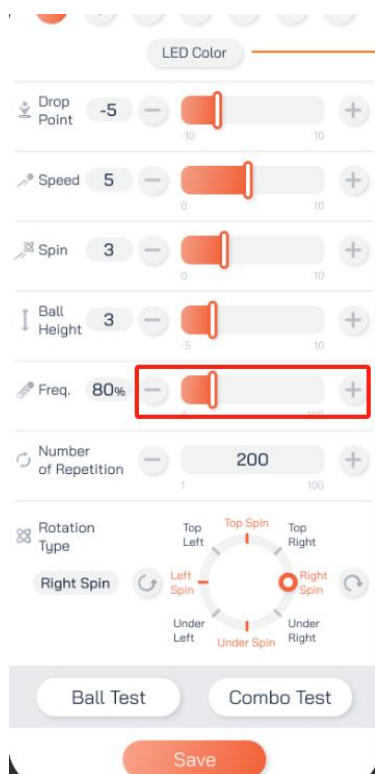 LED Color
Drop
Point
-5
-10
10
Speed
5
0
10
Spin
3
0
10
Ball
Height
3
-5
10
Freq.
80%
0
100
Number
of Repetition
200
1
100
Rotation
Type
Right Spin
Top
Left
Top Spin
Top
Right
Left
Spin
Right
Spin
Under
Left
Under Spin
Under
Right
Ball Test
Combo Test
Save